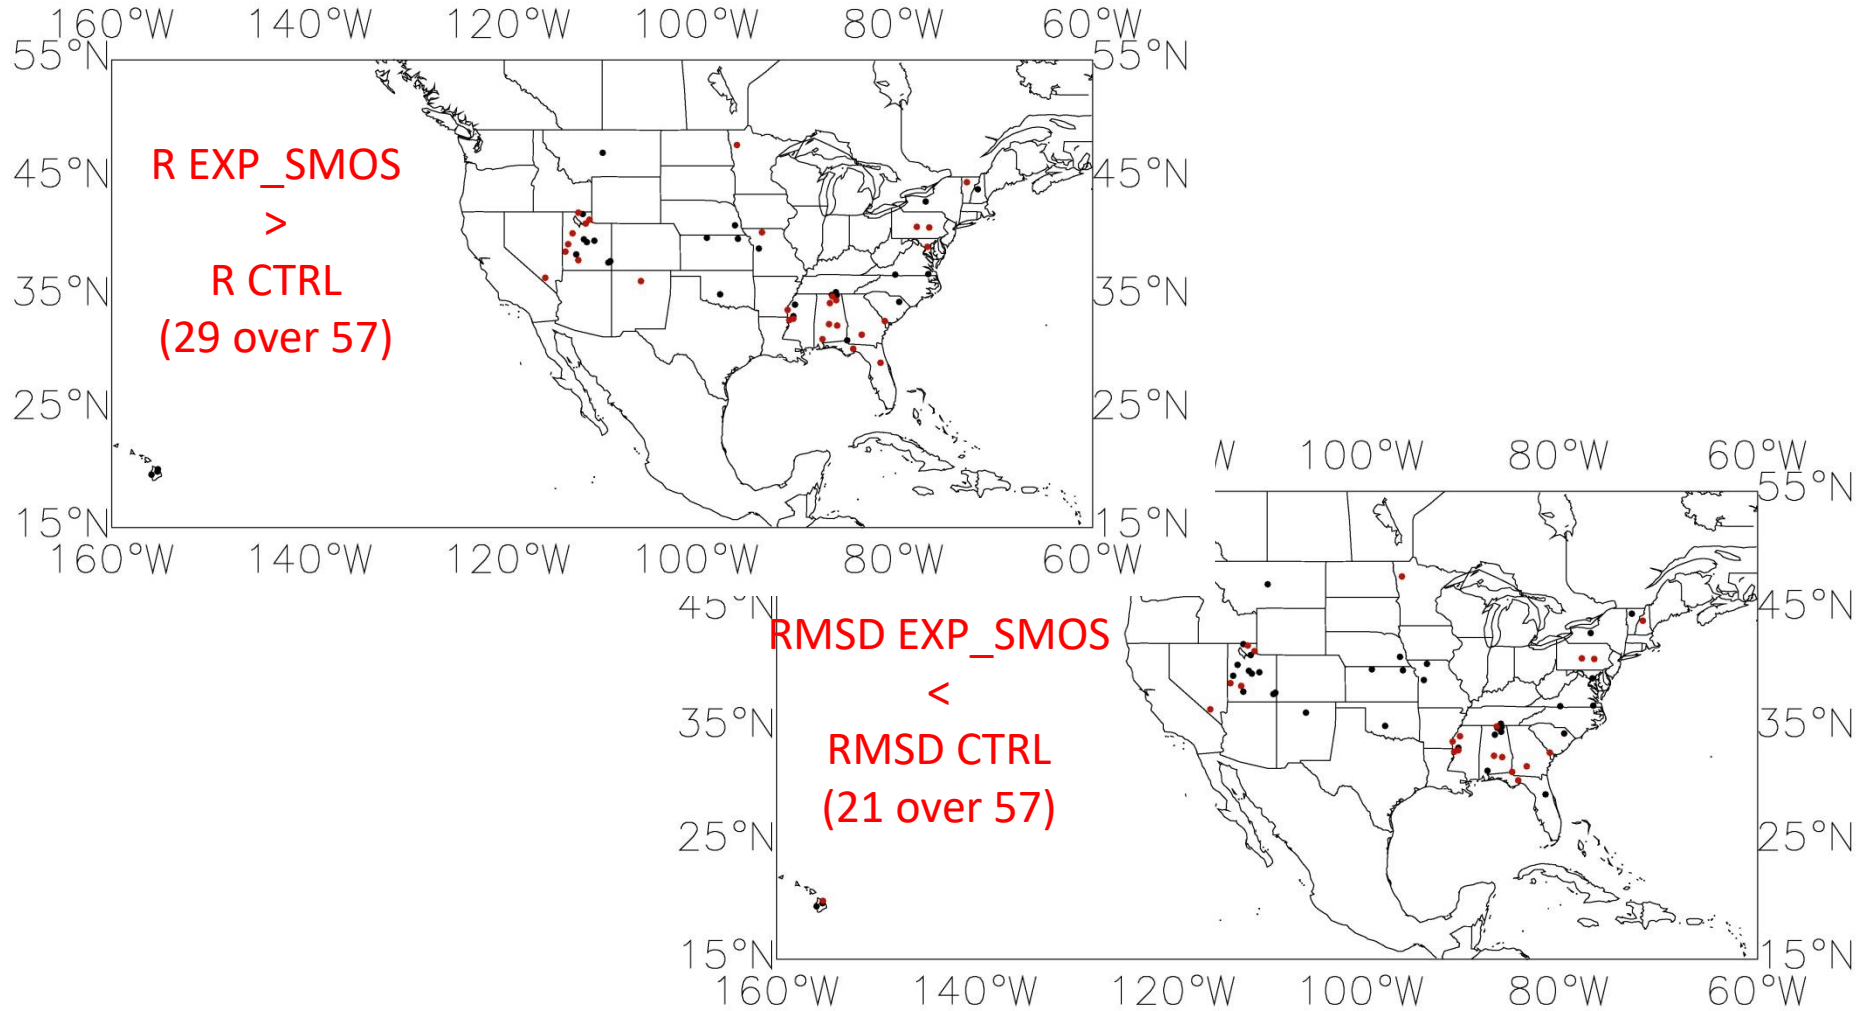 160°W 140°W 120°W 100°W 80°W 60°W
55°N 55°N
R EXP_SMOS
45°N 45°N
>
R CTRL
35°N 35°N
(29 over 57)
25°N 25°N
15°N 15°N
160°W 140°W 120°W 100°W 80°W 60°W
W 100°W 80°W 60°W
55°N
45°N 45°N
RMSD EXP_SMOS
<
35°N 35°N
RMSD CTRL
(21 over 57)
25°N 25°N
15°N 15°N
160°W 140°W 120°W 100°W 80°W 60°W